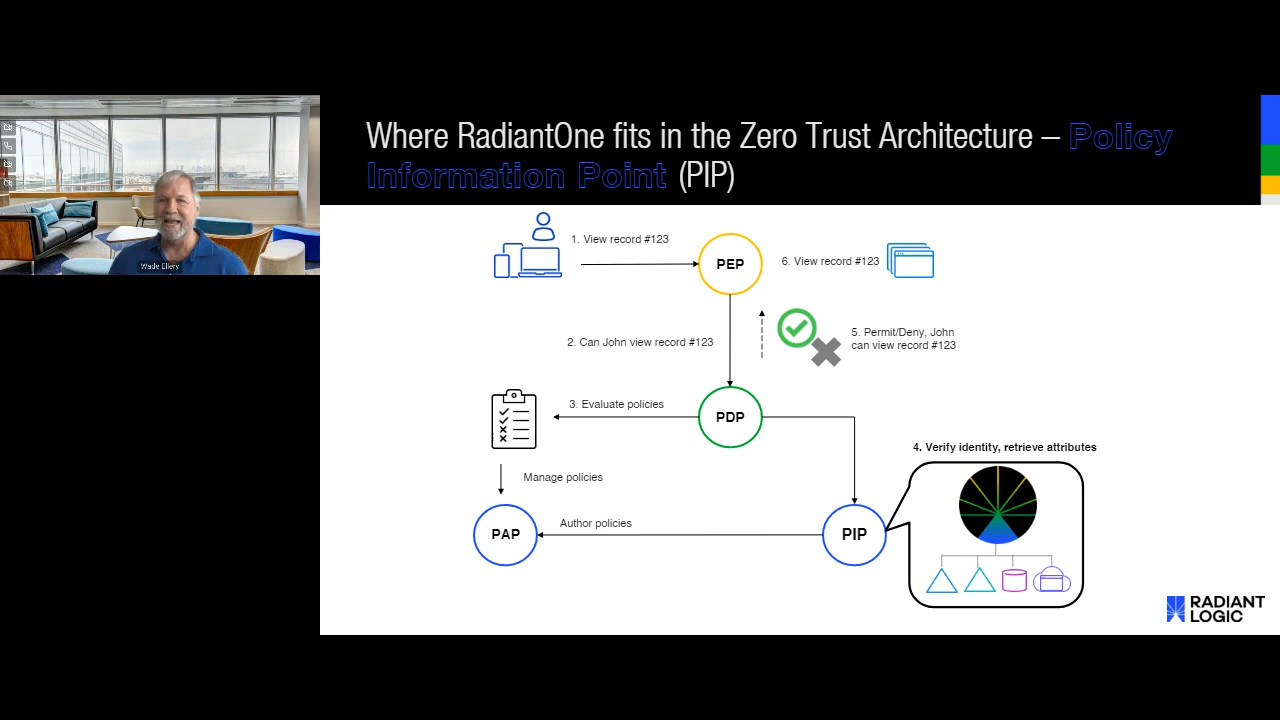 Where RadiantOne fits in the Zero Trust Architecture – Policy
Information Point (PIP)
Wade Ellery
1. View record #123
PEP
6. View record #123
2. Can John view record #123
5. Permit/Deny, John
can view record #123
3. Evaluate policies
PDP
4. Verify identity, retrieve attributes
Manage policies
PAP
Author policies
PIP
RADIANT
LOGIC